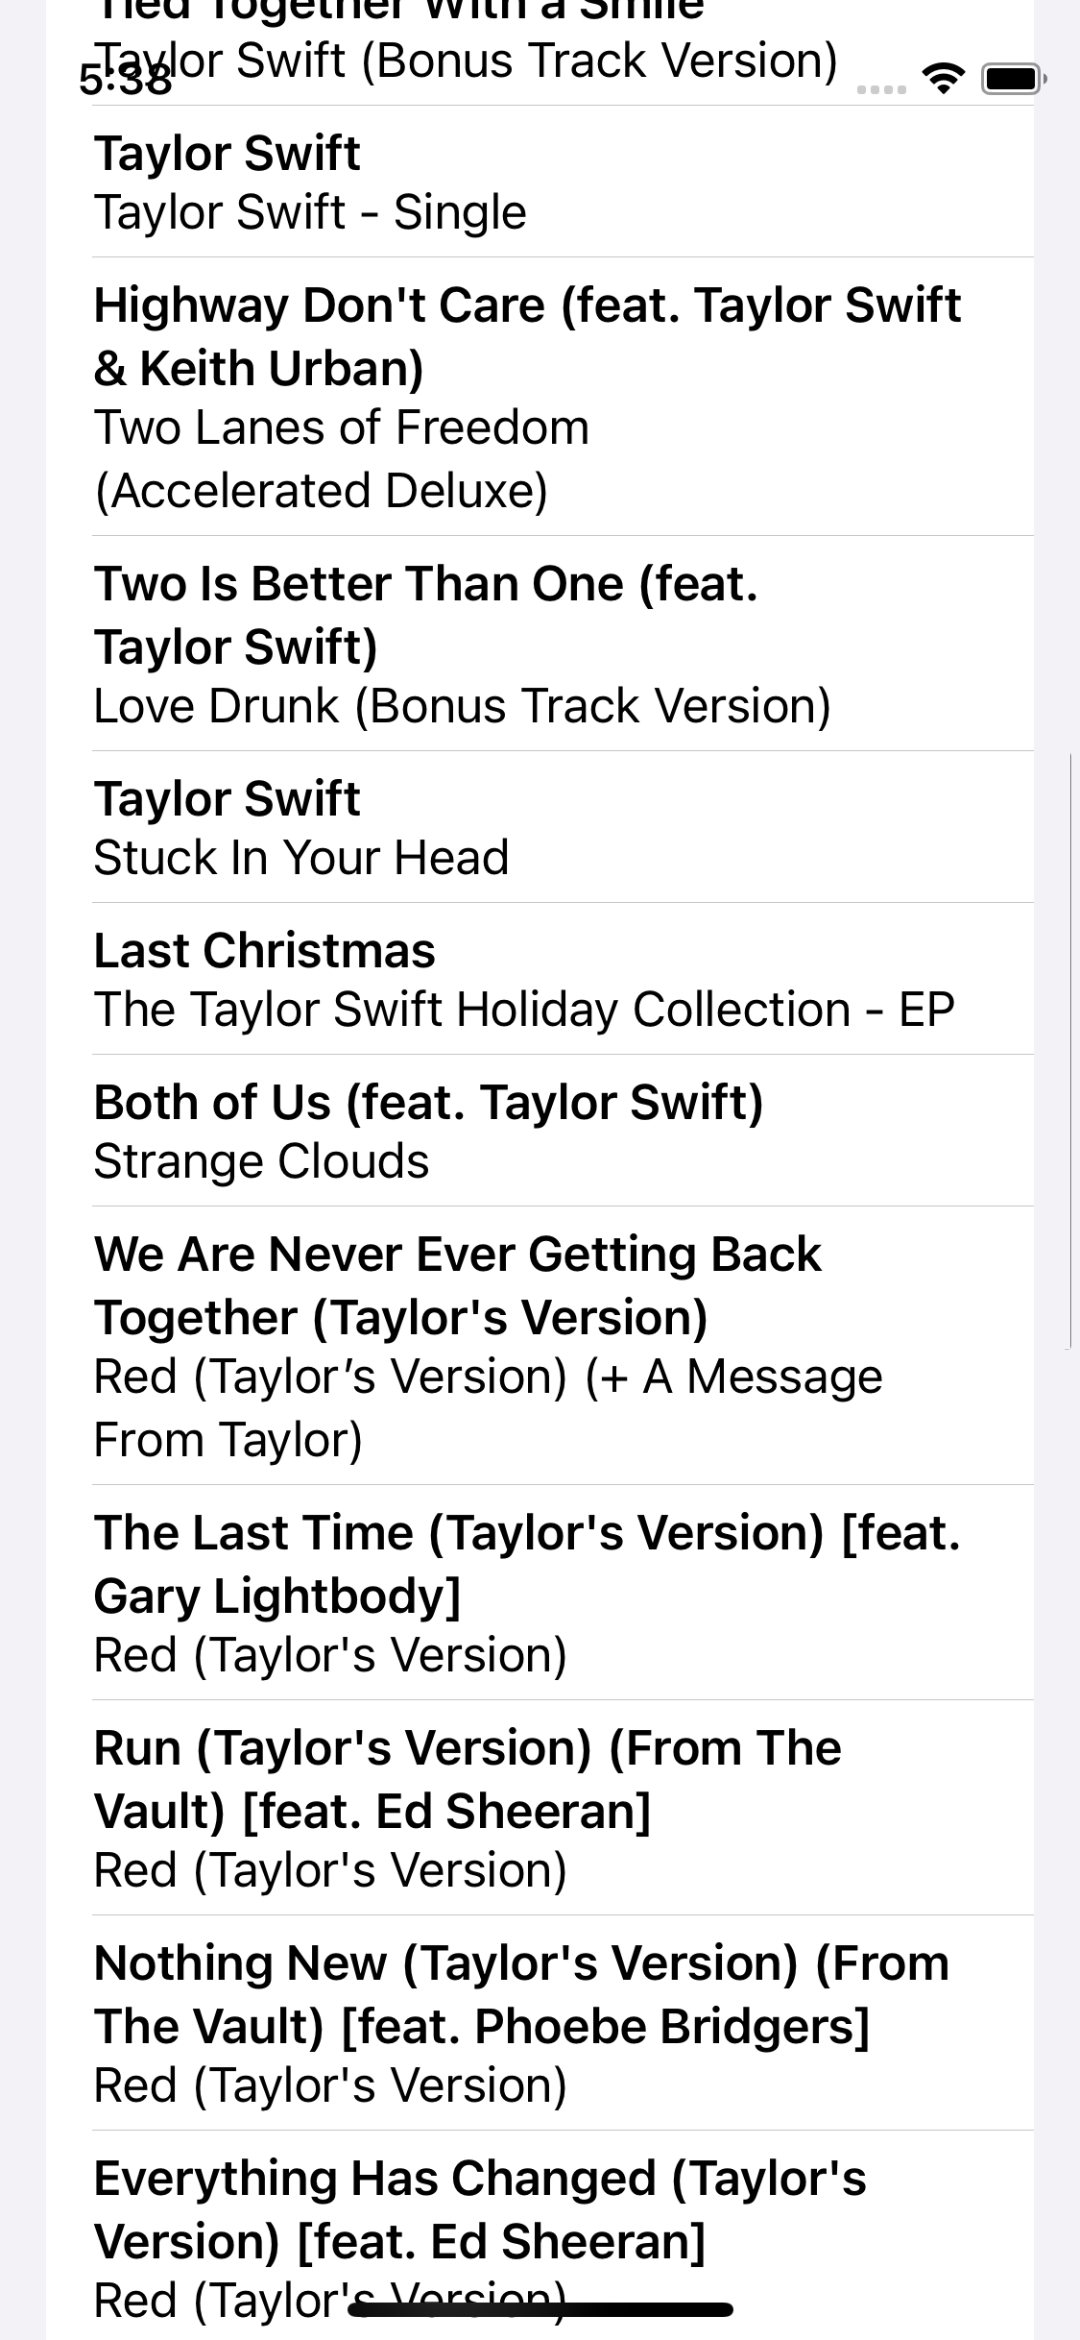 Tied Together With a Smile
Taylor Swift (Bonus Track Version)
5:38
Taylor Swift
Taylor Swift - Single
Highway Don't Care (feat. Taylor Swift
& Keith Urban)
Two Lanes of Freedom
(Accelerated Deluxe)
Two Is Better Than One (feat.
Taylor Swift)
Love Drunk (Bonus Track Version)
Taylor Swift
Stuck In Your Head
Last Christmas
The Taylor Swift Holiday Collection - EP
Both of Us (feat. Taylor Swift)
Strange Clouds
We Are Never Ever Getting Back
Together (Taylor's Version)
Red (Taylor’s Version) (+ A Message
From Taylor)
The Last Time (Taylor's Version) [feat.
Gary Lightbody]
Red (Taylor's Version)
Run (Taylor's Version) (From The
Vault) [feat. Ed Sheeran]
Red (Taylor's Version)
Nothing New (Taylor's Version) (From
The Vault) [feat. Phoebe Bridgers]
Red (Taylor's Version)
Everything Has Changed (Taylor's
Version) [feat. Ed Sheeran]
Red (Taylor's Version)